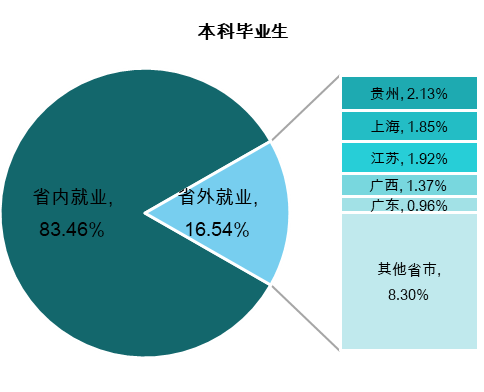 本科毕业生
省内就业,
83.46%
省外就业,
16.54%
贵州, 2.13%
上海, 1.85%
江苏, 1.92%
广西, 1.37%
广东, 0.96%
其他省市,
8.30%